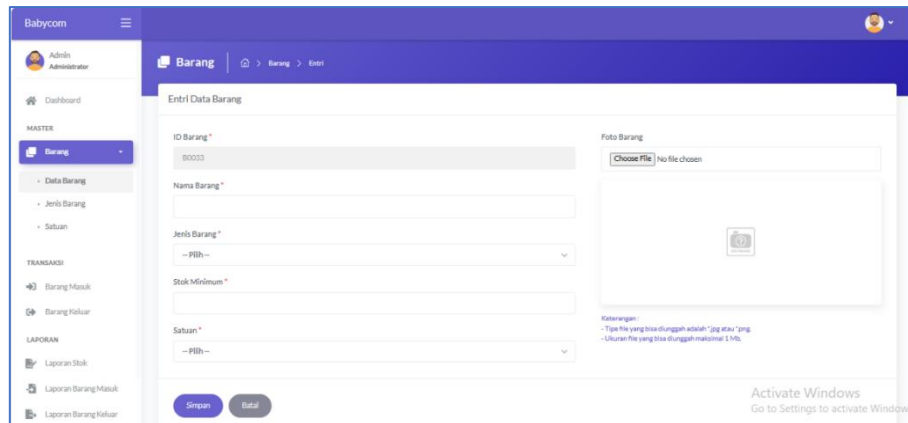 Babycom
Admin
Administrator
Dashboard
MASTER
Barang
Data Barang
Jenis Barang
Satuan
TRANSAKSI
Barang Masuk
Barang Keluar
LAPORAN
Laporan Stok
Laporan Barang Masuk
Laporan Barang Keluar
Barang
> Barang > Entri
Entri Data Barang
ID Barang *
B0033
Nama Barang *
Jenis Barang *
-- Pilih --
Stok Minimum *
Satuan *
-- Pilih --
Simpan
Batal
Foto Barang
Choose File No file chosen
Keterangan :
- Tipe file yang bisa diunggah adalah *.jpg atau *.png.
- Ukuran file yang bisa diunggah maksimal 1 Mb.
Activate Windows
Go to Settings to activate Window